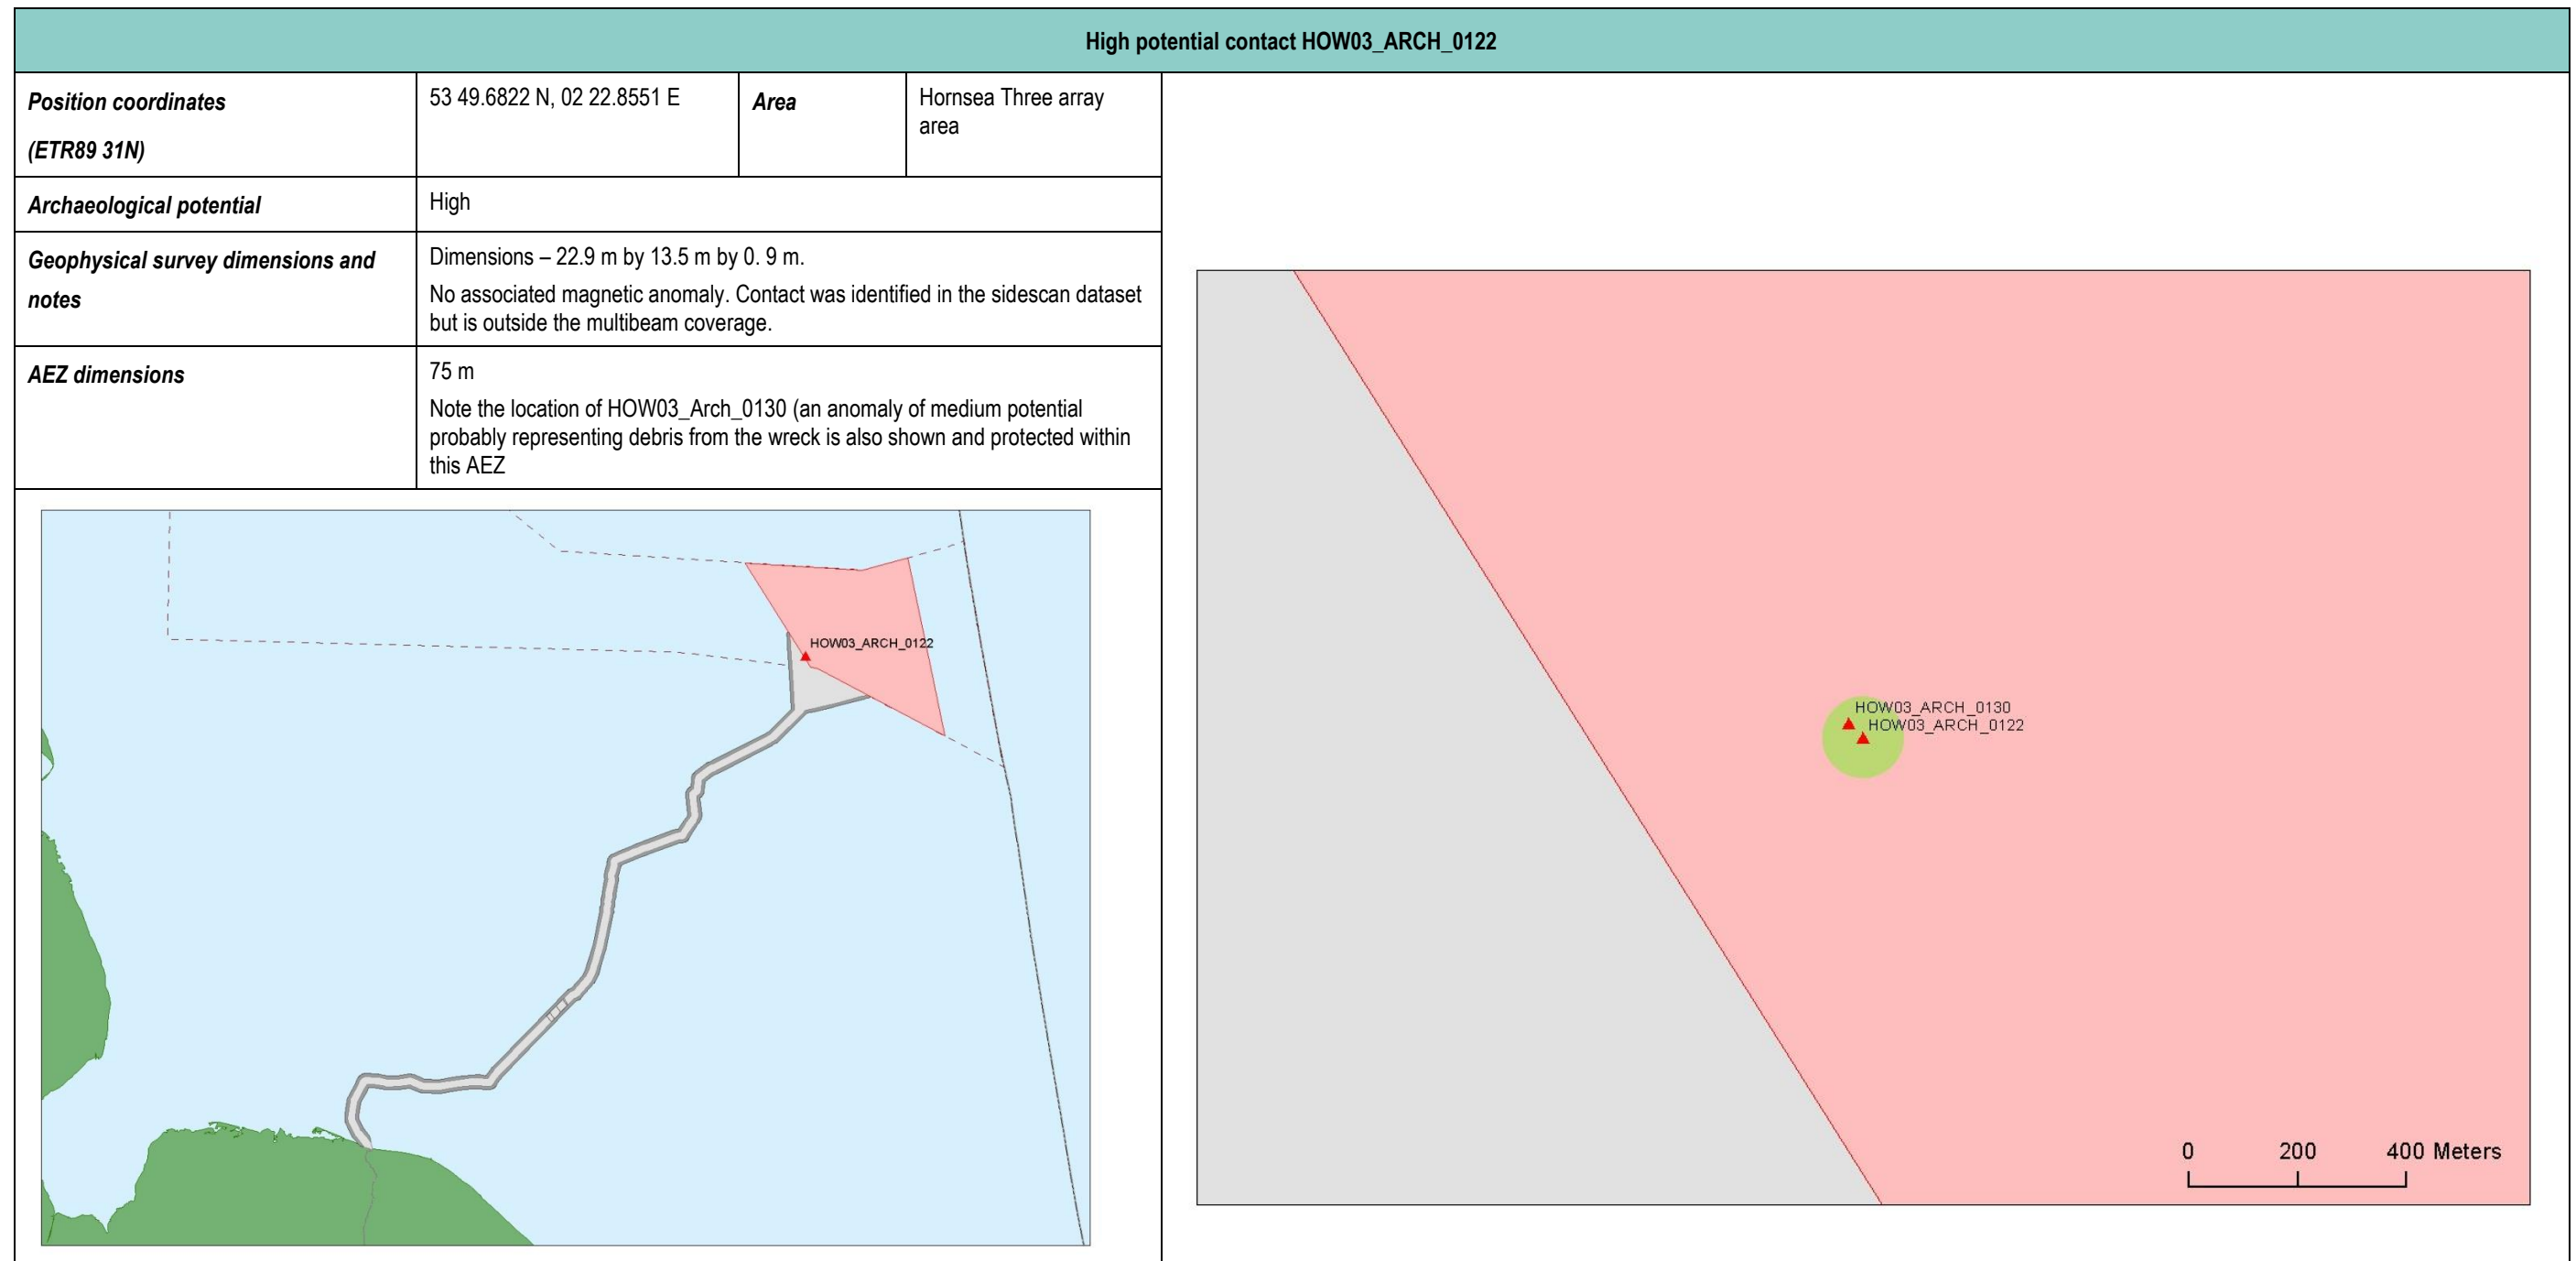 High potential contact HOW03_ARCH_0122
Position coordinates
(ETR89 31N)
53 49.6822 N, 02 22.8551 E
Area
Hornsea Three array
area
Archaeological potential
High
Geophysical survey dimensions and
notes
Dimensions – 22.9 m by 13.5 m by 0. 9 m.
No associated magnetic anomaly. Contact was identified in the sidescan dataset
but is outside the multibeam coverage.
AEZ dimensions
75 m
Note the location of HOW03_Arch_0130 (an anomaly of medium potential
probably representing debris from the wreck is also shown and protected within
this AEZ
HOW03_ARCH_0122
HOW03_ARCH_0130
HOW03_ARCH_0122
0 200 400 Meters